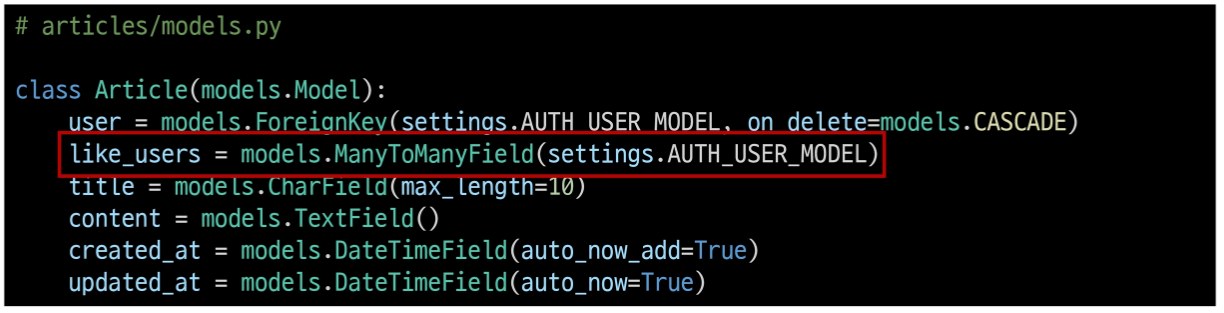 # articles/models.py
class Article(models.Model):
user = models.ForeignKey(settings.AUTH_USER_MODEL, on_delete=models.CASCADE)
like_users = models.ManyToManyField(settings.AUTH_USER_MODEL)
title = models.CharField(max_length=10)
content = models.TextField()
created_at = models.DateTimeField(auto_now_add=True)
updated_at = models.DateTimeField(auto_now=True)